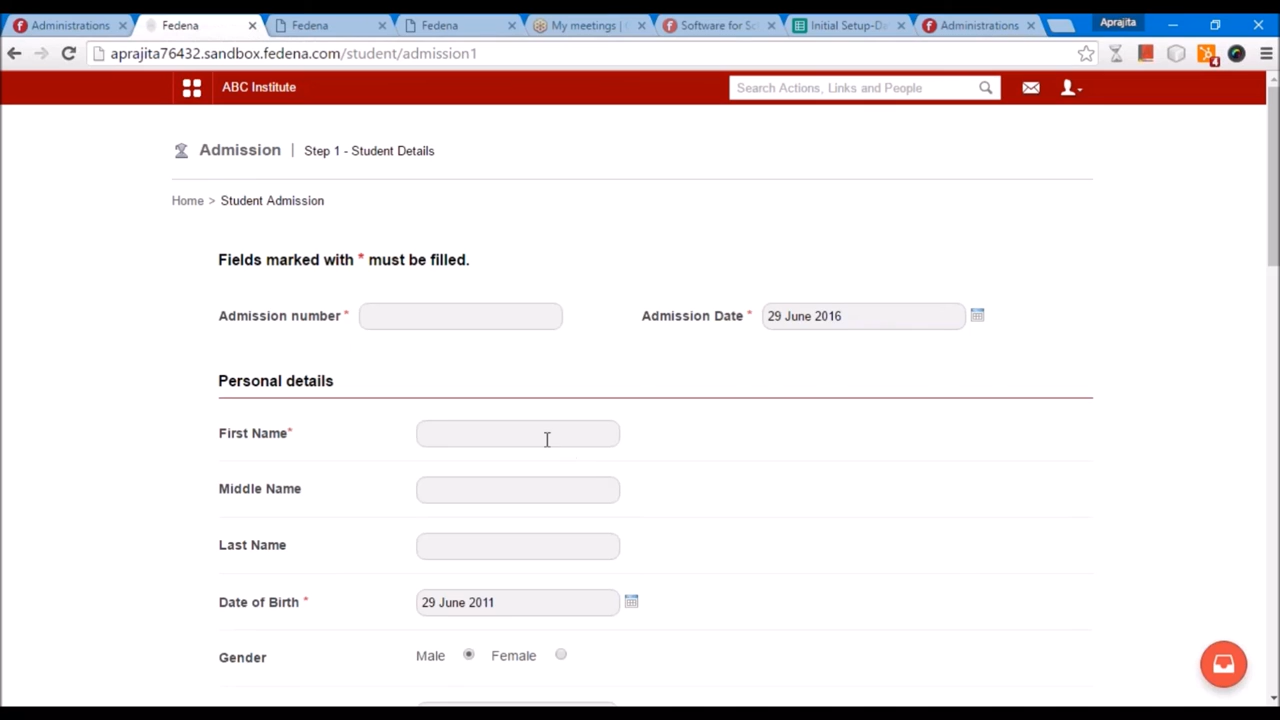 Administrations
Fedena
Fedena
Fedena
My meetings |
Software for Sc
Initial Setup-De
Administrations
Aprajita
aprajita76432.sandbox.fedena.com/student/admission1
4
ABC Institute
Search Actions, Links and People
Admission | Step 1 - Student Details
Home > Student Admission
Fields marked with * must be filled.
Admission number *
Admission Date * 29 June 2016
Personal details
First Name*
Middle Name
Last Name
Date of Birth * 29 June 2011
Gender Male Female